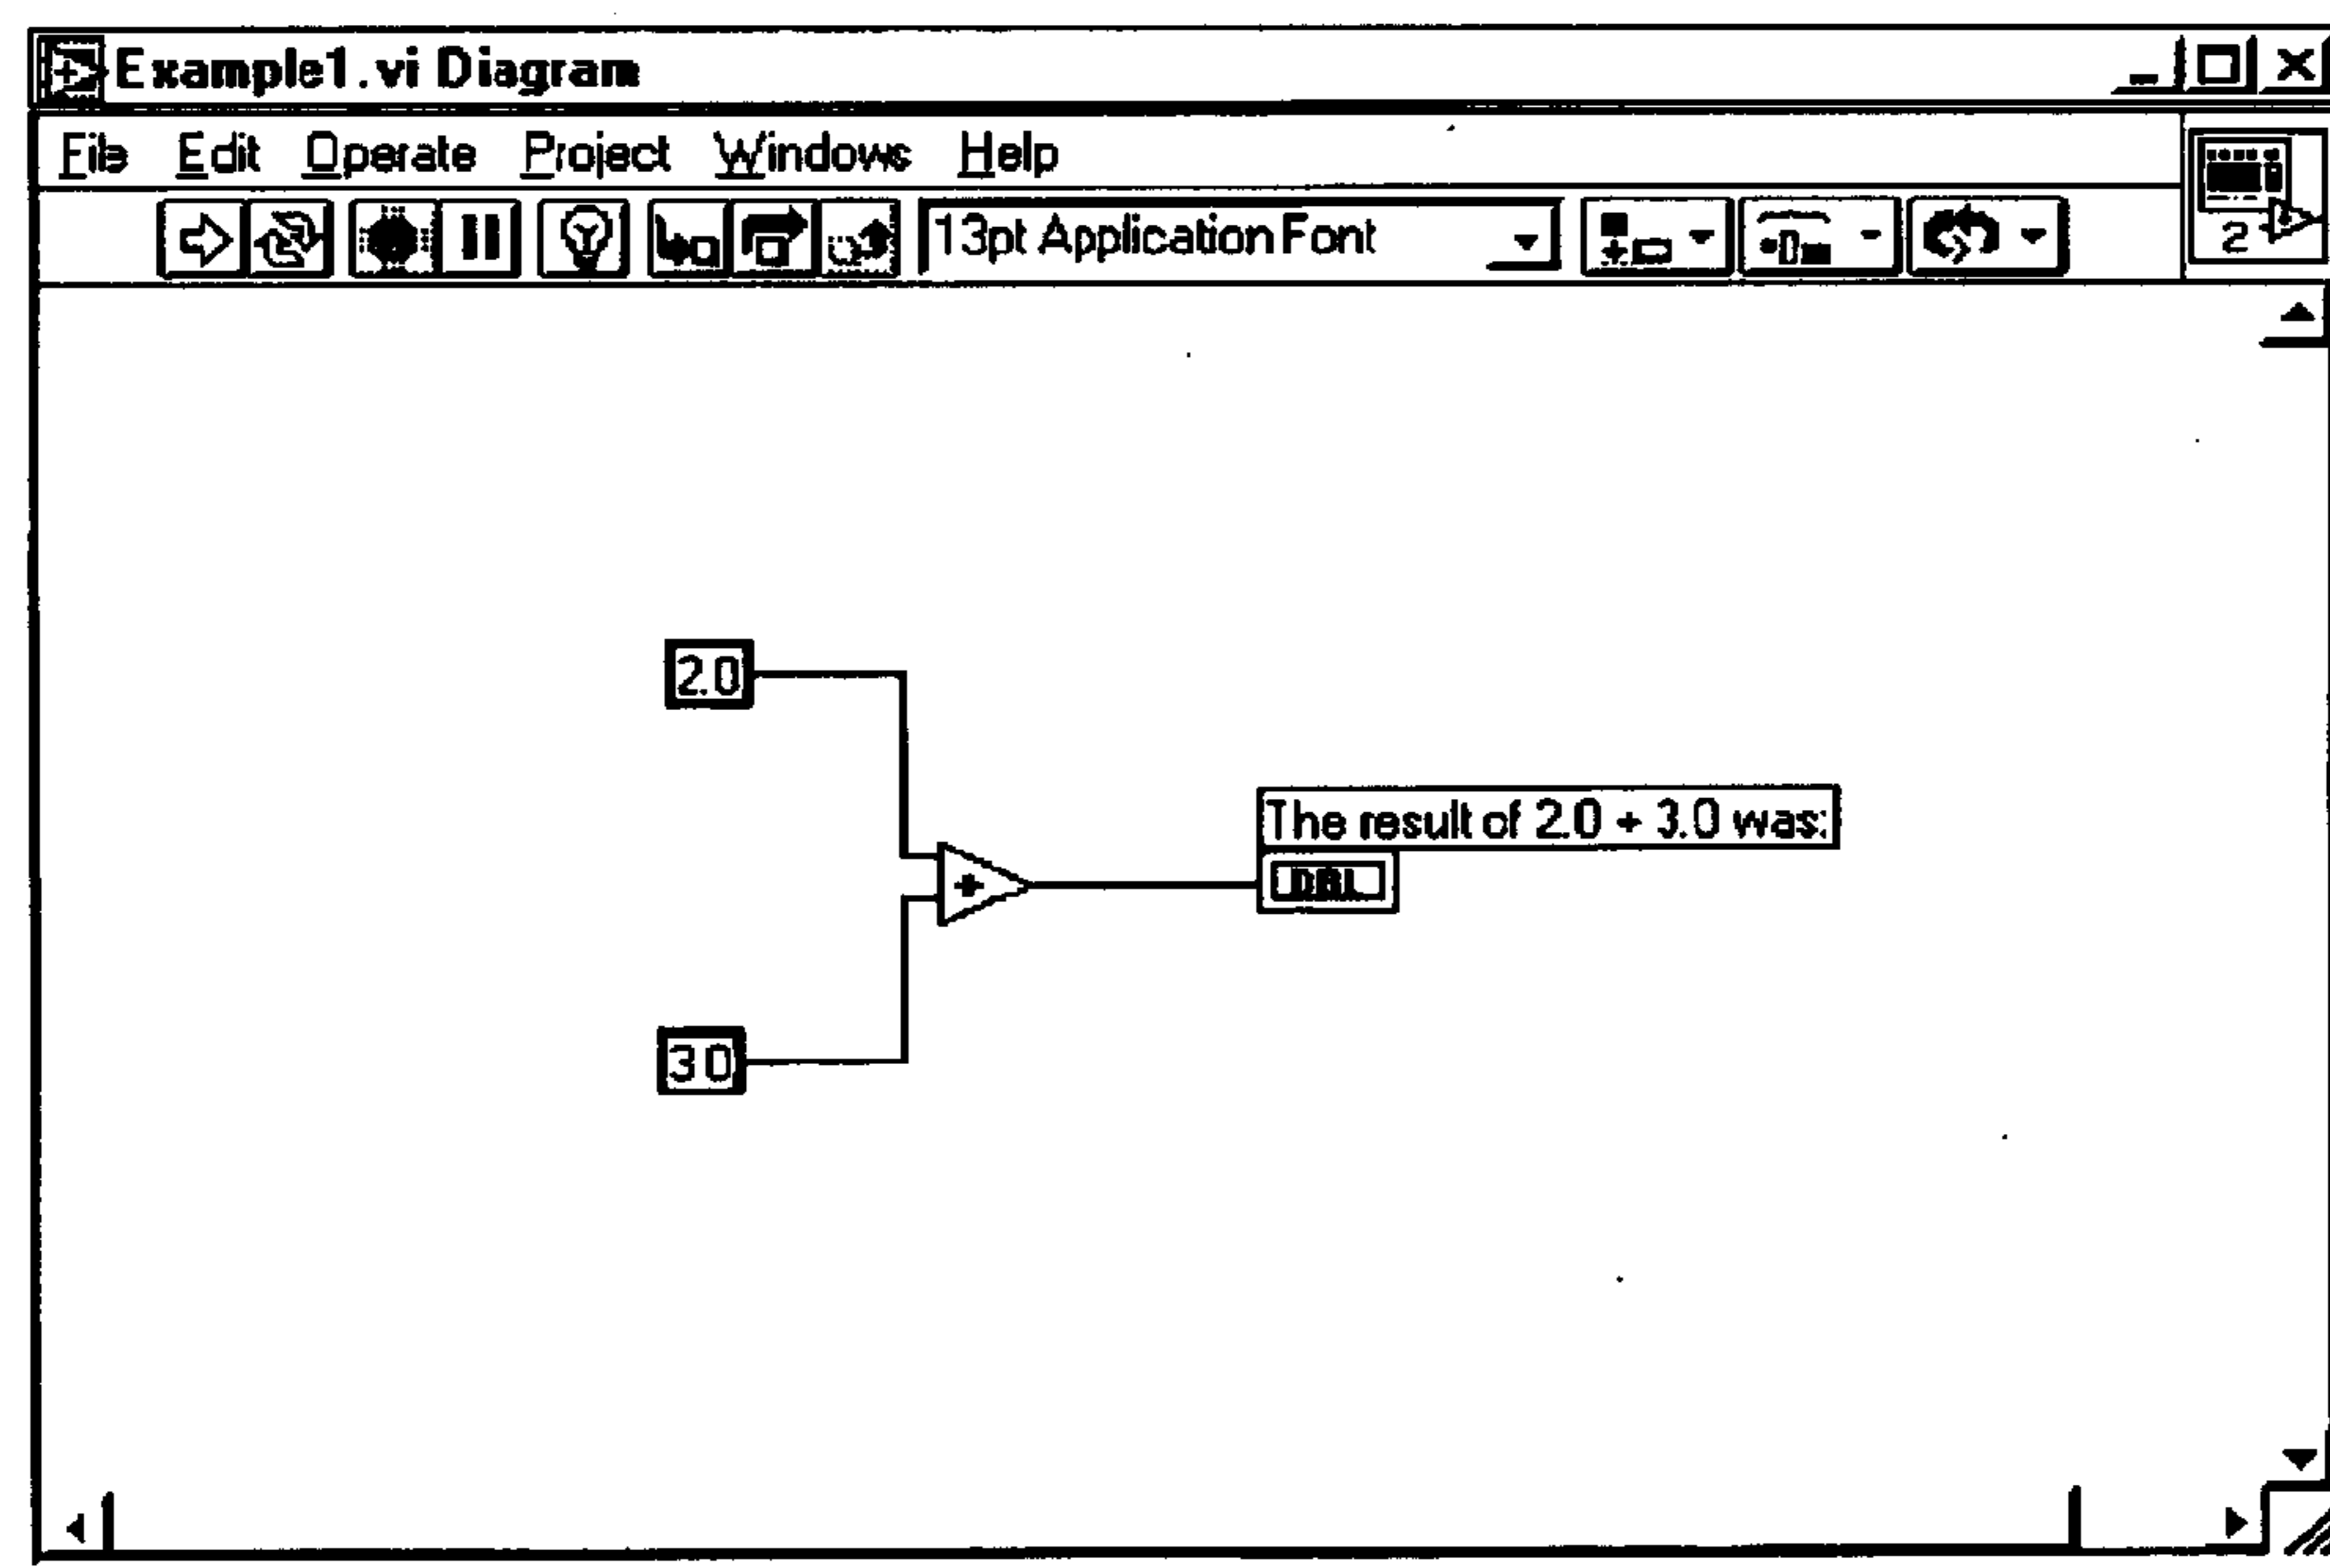 Example1.vi Diagram
File Edit Operate Project Windows Help
13pt Application Font
2
2.0
The result of 2.0 + 3.0 was:
DBL
3.0